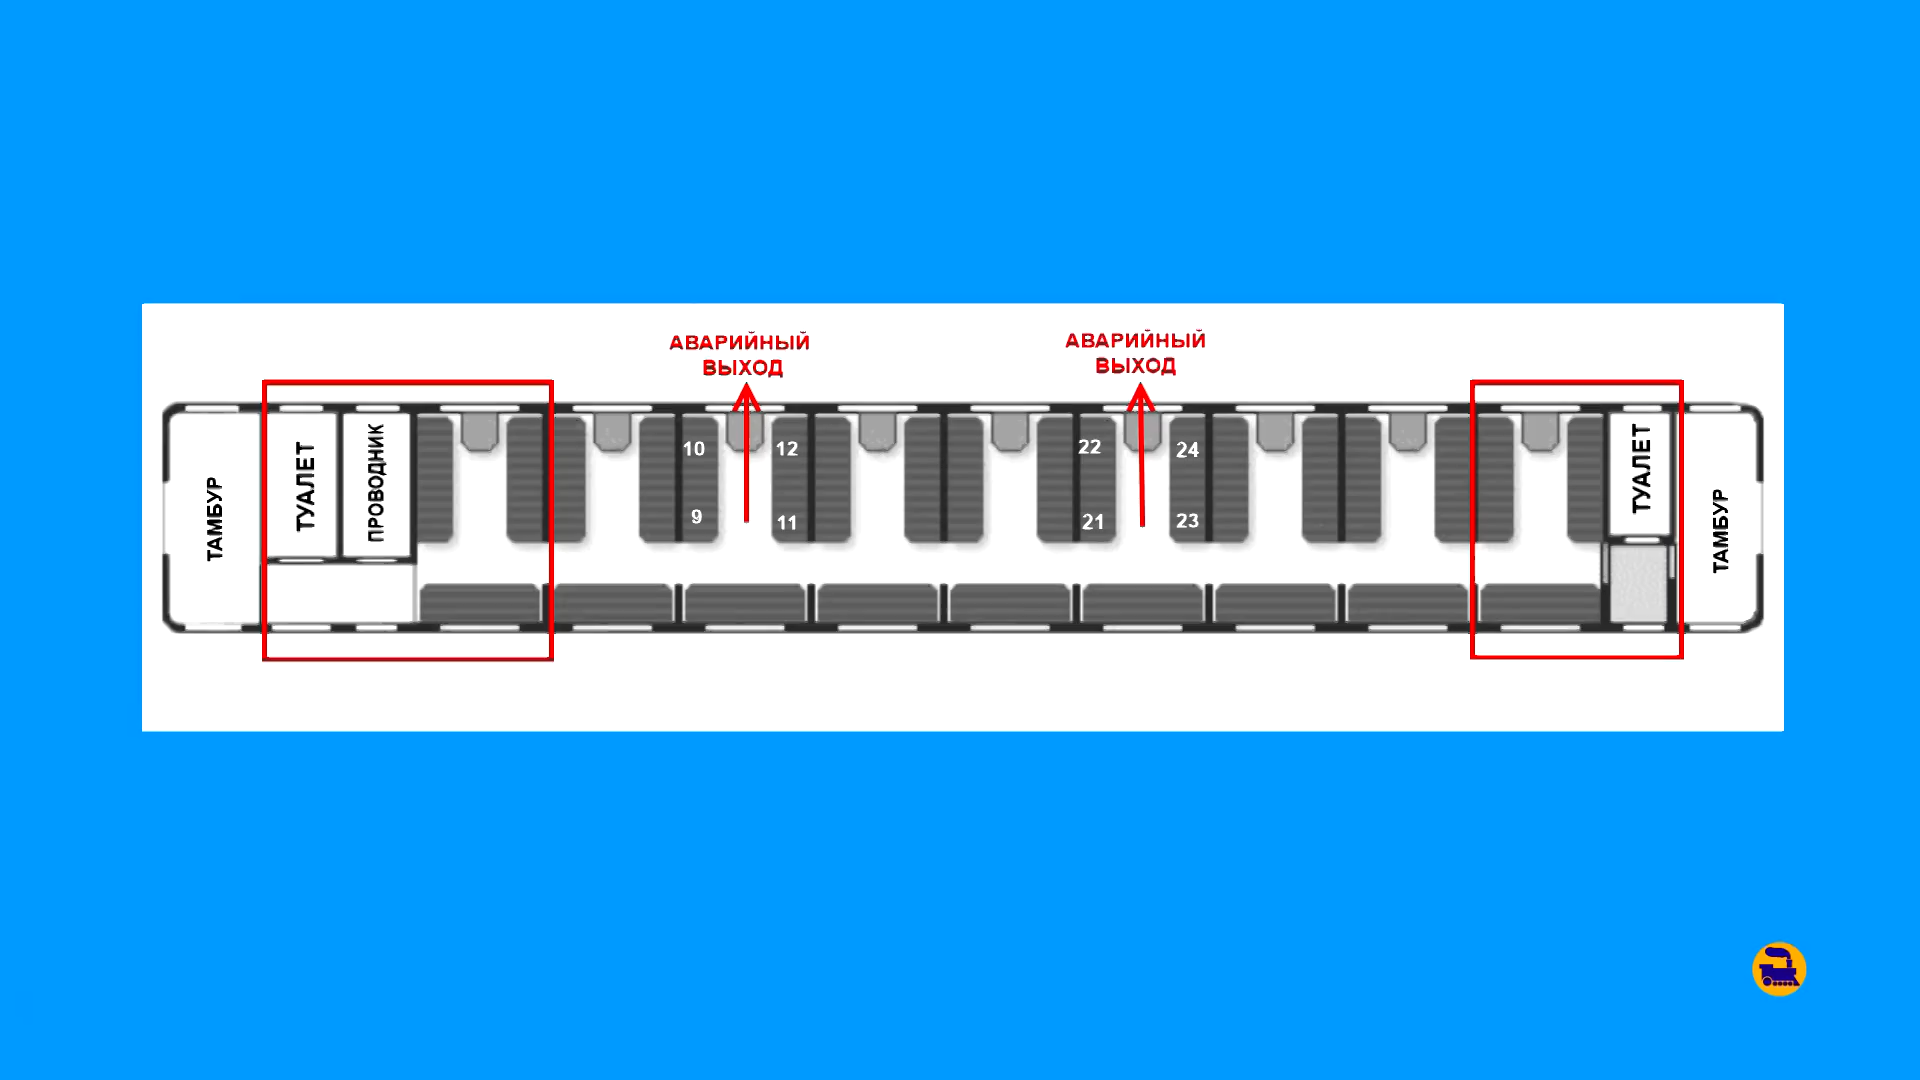 АВАРИЙНЫЙ
ВЫХОД
АВАРИЙНЫЙ
ВЫХОД
ТАМБУР
ТУАЛЕТ
ПРОВОДНИК
10
12
9
11
22
24
21
23
ТУАЛЕТ
ТАМБУР